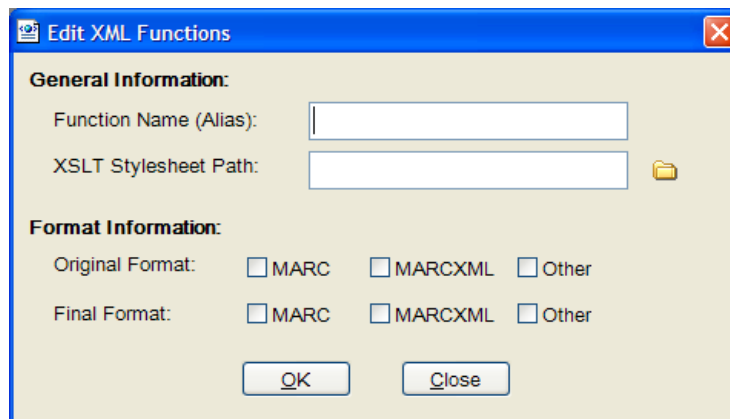 Edit XML Functions
General Information:
Function Name (Alias):
XSLT Stylesheet Path:
Format Information:
Original Format: MARC MARCXML Other
Final Format: MARC MARCXML Other
OK Close